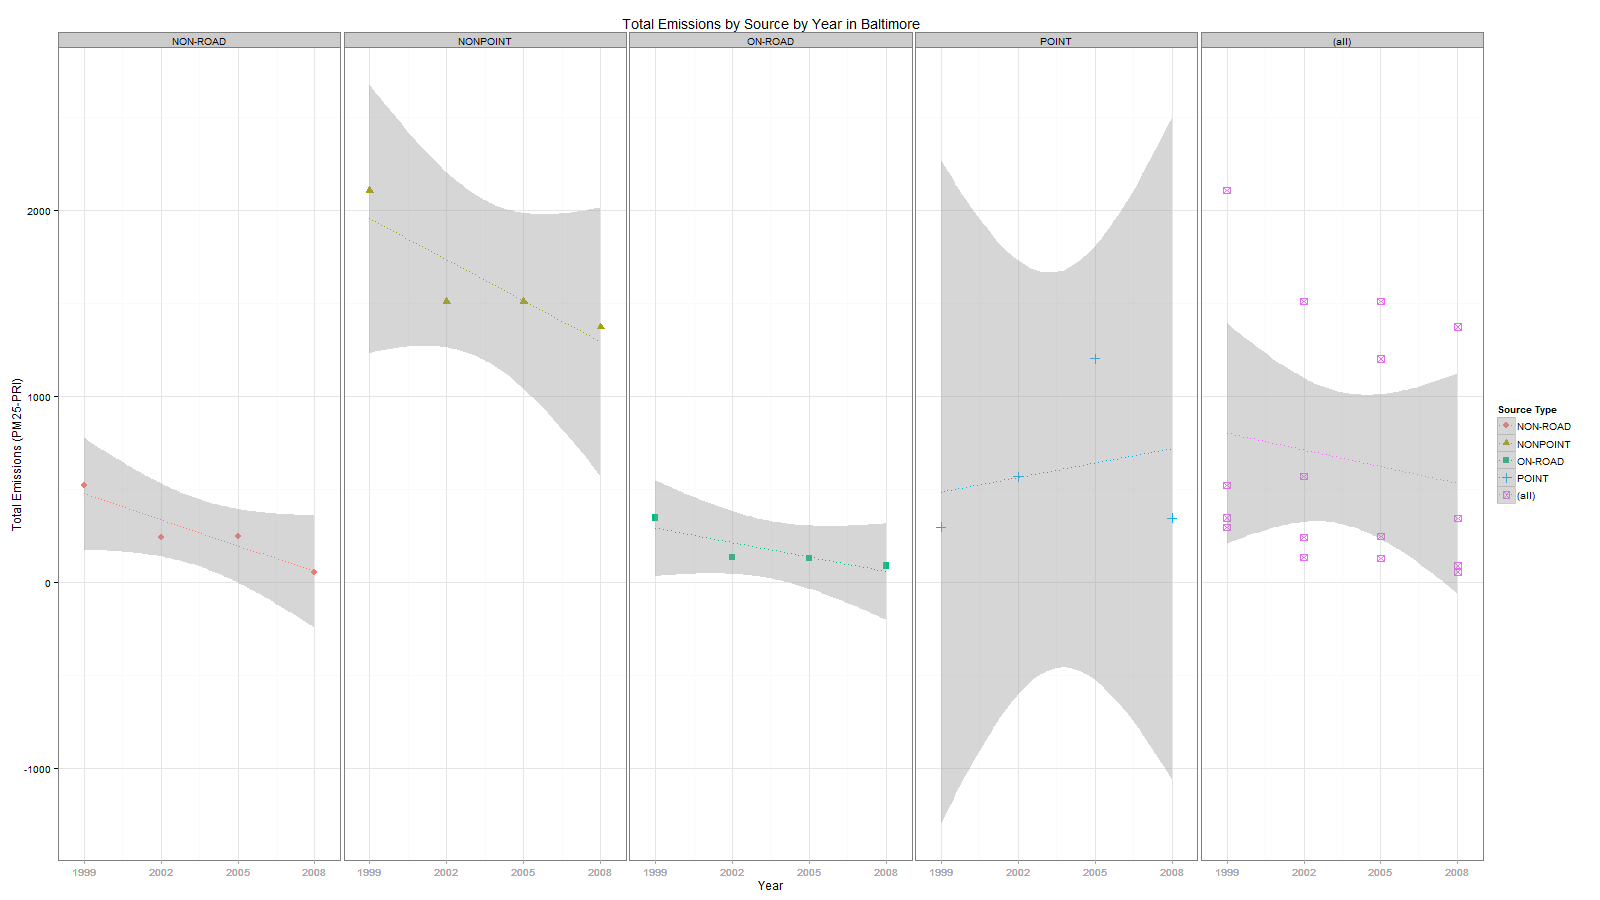 Total Emissions by Source by Year in Baltimore
NON-ROAD NONPOINT ON-ROAD POINT (all)
2000
1000
0
-1000
Total Emissions (PM25-PRI)
1999 2002 2005 2008 1999 2002 2005 2008 1999 2002 2005 2008 1999 2002 2005 2008 1999 2002 2005 2008
Year
Source Type
NON-ROAD
NONPOINT
ON-ROAD
POINT
(all)